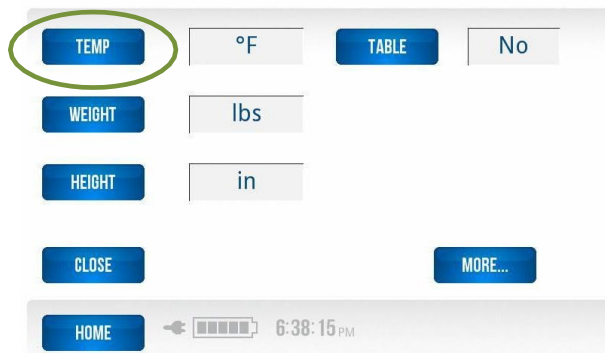 TEMP °F TABLE No
WEIGHT lbs
HEIGHT in
CLOSE MORE...
HOME 6:38:15 PM